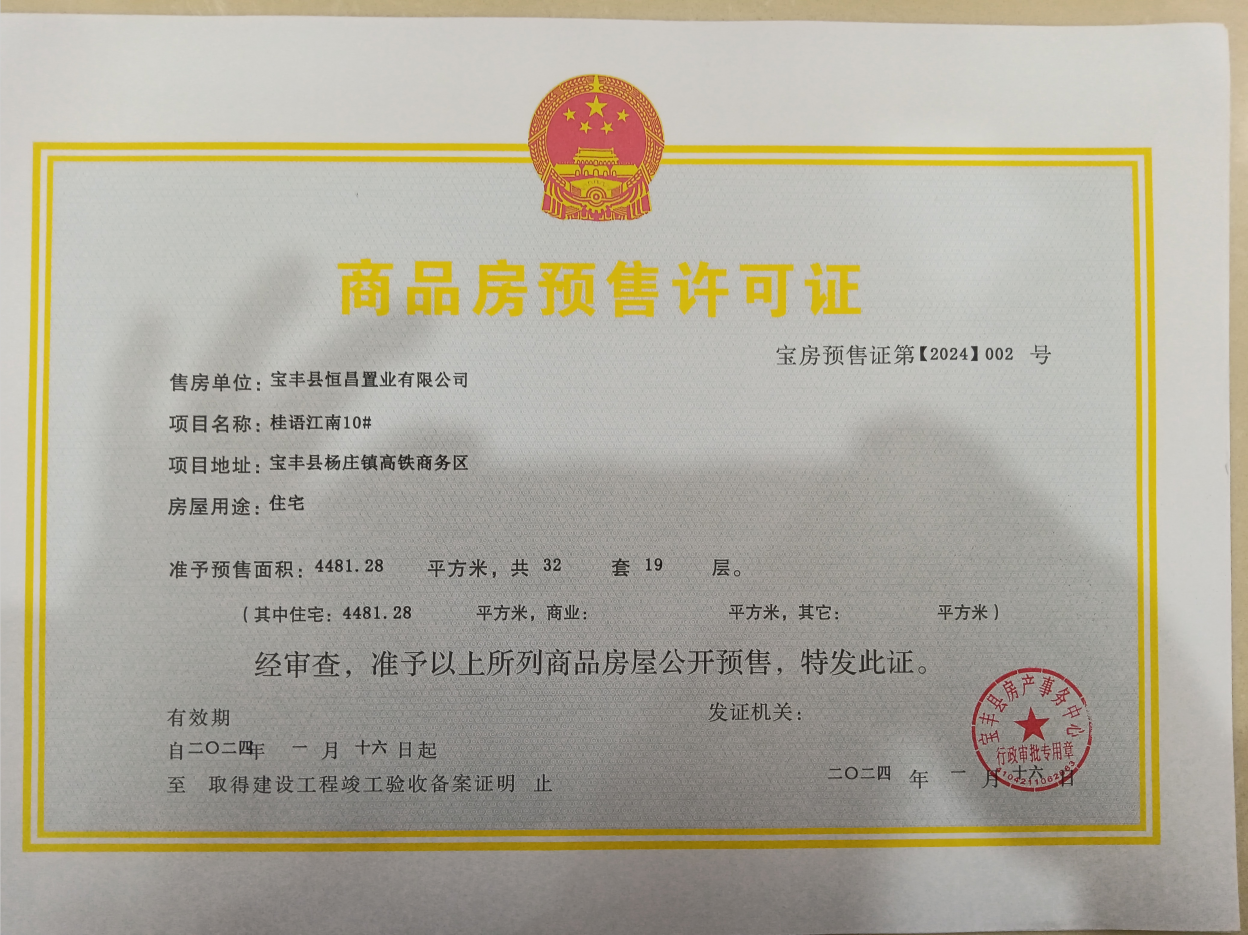 商品房预售许可证
宝房预售证第【2024】002 号
售房单位：宝丰县恒昌置业有限公司
项目名称：桂语江南10#
项目地址：宝丰县杨庄镇高铁商务区
房屋用途：住宅
准予预售面积：4481.28 平方米，共 32 套 19 层。
（其中住宅：4481.28 平方米，商业： 平方米，其它： 平方米）
经审查，准予以上所列商品房屋公开预售，特发此证。
有效期
发证机关：
自二〇二四年 一 月 十六 日起
至 取得建设工程竣工验收备案证明 止
二〇二四 年 一 月 十六 日
宝丰县房产事务中心
行政审批专用章